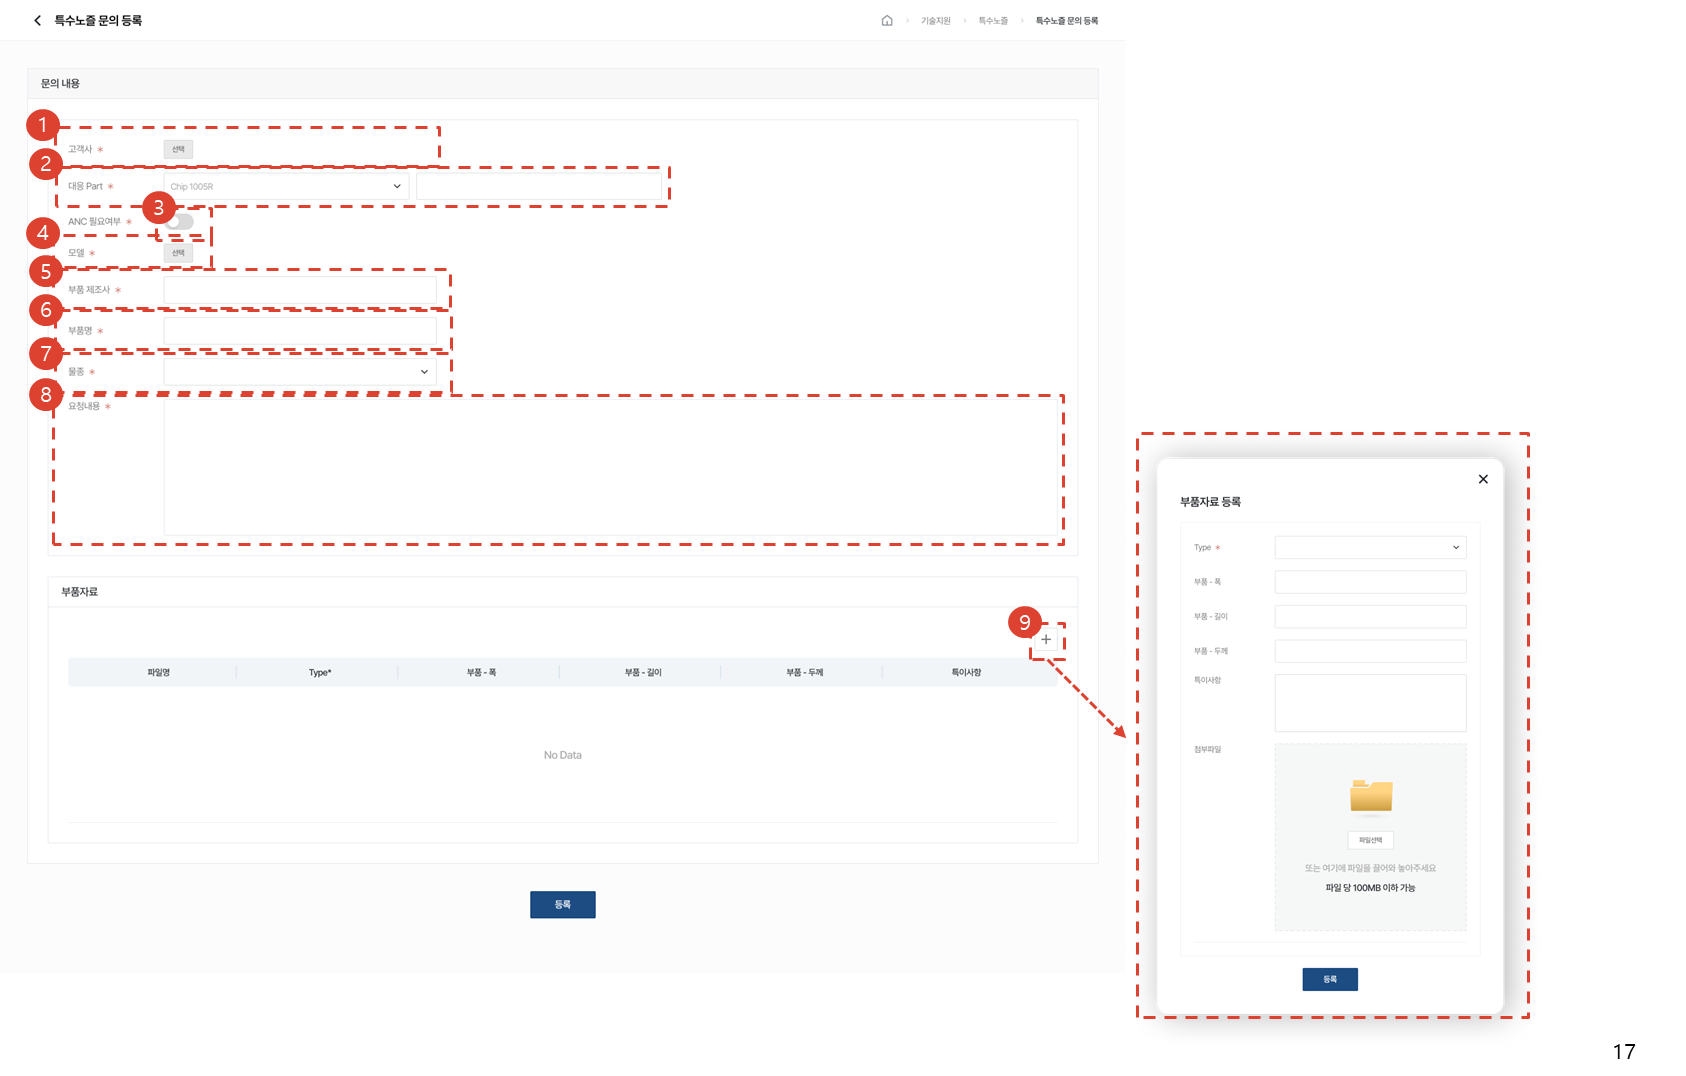 특수노즐 문의 등록
기술지원 > 특수노즐 > 특수노즐 문의 등록
문의 내용
1
고객사 *
선택
2
대응 Part *
Chip 1005R
3
ANC 필요여부 *
4
모델 *
선택
5
부품 제조사 *
6
부품명 *
7
물종 *
8
요청내용 *
부품자료
9
+
파일명 Type* 부품 - 폭 부품 - 길이 부품 - 두께 특이사항
No Data
등록
부품자료 등록
Type *
부품 - 폭
부품 - 길이
부품 - 두께
특이사항
첨부파일
파일선택
또는 여기에 파일을 끌어와 놓아주세요
파일 당 100MB 이하 가능
등록
17